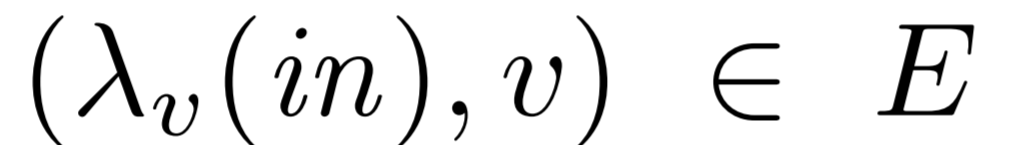 (λ_v(in), v) ∈ E